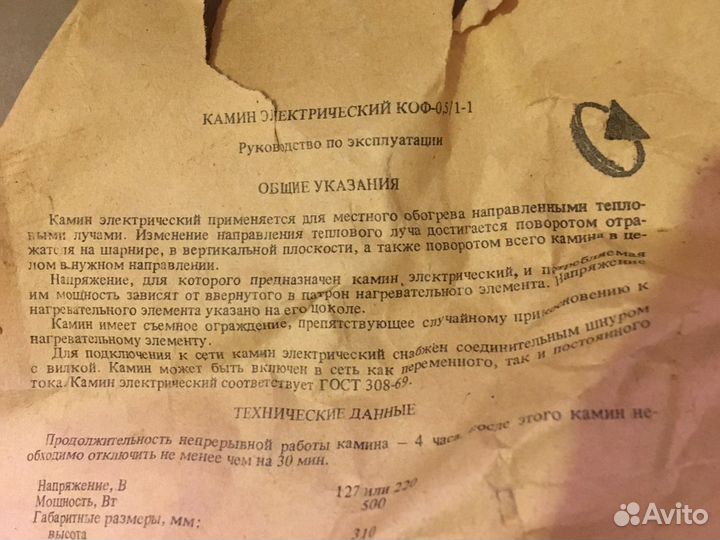 КАМИН ЭЛЕКТРИЧЕСКИЙ КОФ-0,5/1-1
Руководство по эксплуатации
ОБЩИЕ УКАЗАНИЯ
Камин электрический применяется для местного обогрева направленными тепло-
выми лучами. Изменение направления теплового луча достигается поворотом отра-
жателя на шарнире, в вертикальной плоскости, а также поворотом всего камина в це-
лом в нужном направлении.
Напряжение, для которого предназначен камин электрический, и потребляемая
им мощность зависят от ввернутого в патрон нагревательного элемента. Напряжение
нагревательного элемента указано на его цоколе.
Камин имеет съемное ограждение, препятствующее случайному прикосновению к
нагревательному элементу.
Для подключения к сети камин электрический снабжен соединительным шнуром
с вилкой. Камин может быть включен в сеть как переменного, так и постоянного
тока. Камин электрический соответствует ГОСТ 308-69.
ТЕХНИЧЕСКИЕ ДАННЫЕ
Продолжительность непрерывной работы камина – 4 часа, после этого камин не-
обходимо отключить не менее чем на 30 мин.
Напряжение, В 127 или 220
Мощность, Вт 500
Габаритные размеры, мм:
высота 310
Avito